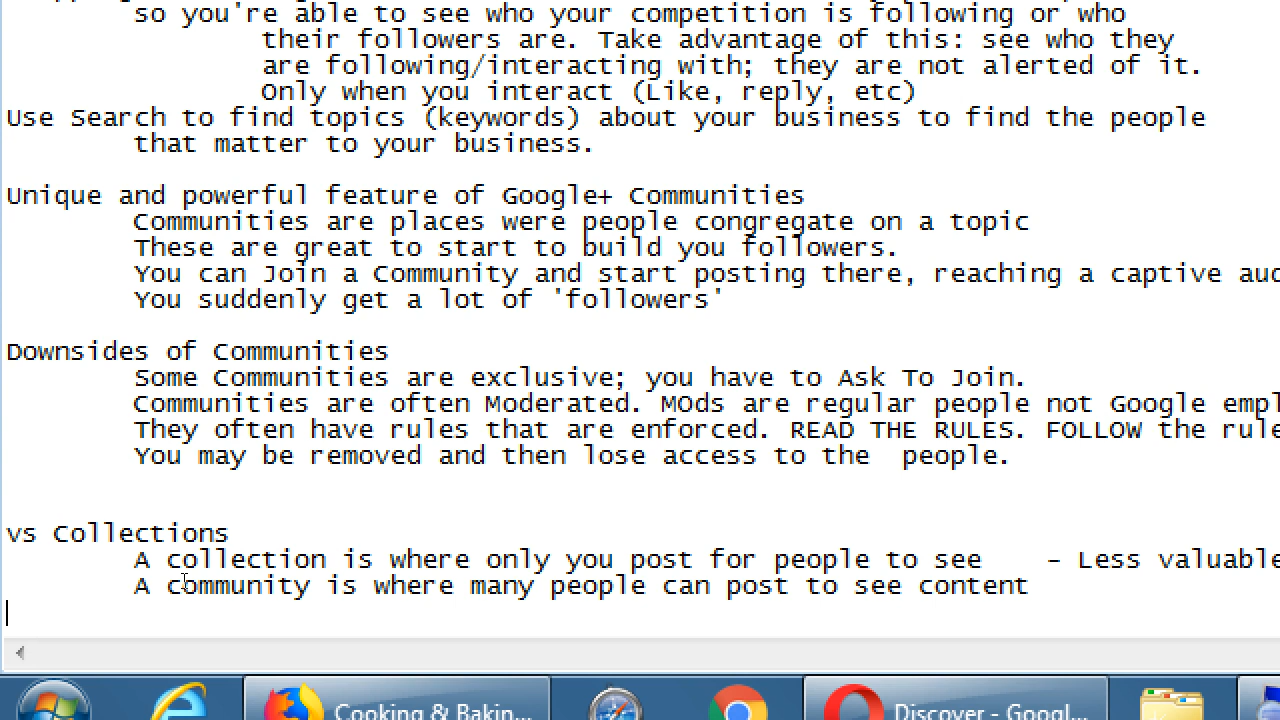 so you're able to see who your competition is following or who
their followers are. Take advantage of this: see who they
are following/interacting with; they are not alerted of it.
Only when you interact (Like, reply, etc)
Use Search to find topics (keywords) about your business to find the people
that matter to your business.
Unique and powerful feature of Google+ Communities
Communities are places were people congregate on a topic
These are great to start to build you followers.
You can Join a Community and start posting there, reaching a captive
You suddenly get a lot of 'followers'
Downsides of Communities
Some Communities are exclusive; you have to Ask To Join.
Communities are often Moderated. MOds are regular people not Google empl
They often have rules that are enforced. READ THE RULES. FOLLOW the rule
You may be removed and then lose access to the  people.
vs Collections
A collection is where only you post for people to see    - Less valuable
A community is where many people can post to see content
Cooking & Bakin...
Discover - Googl...